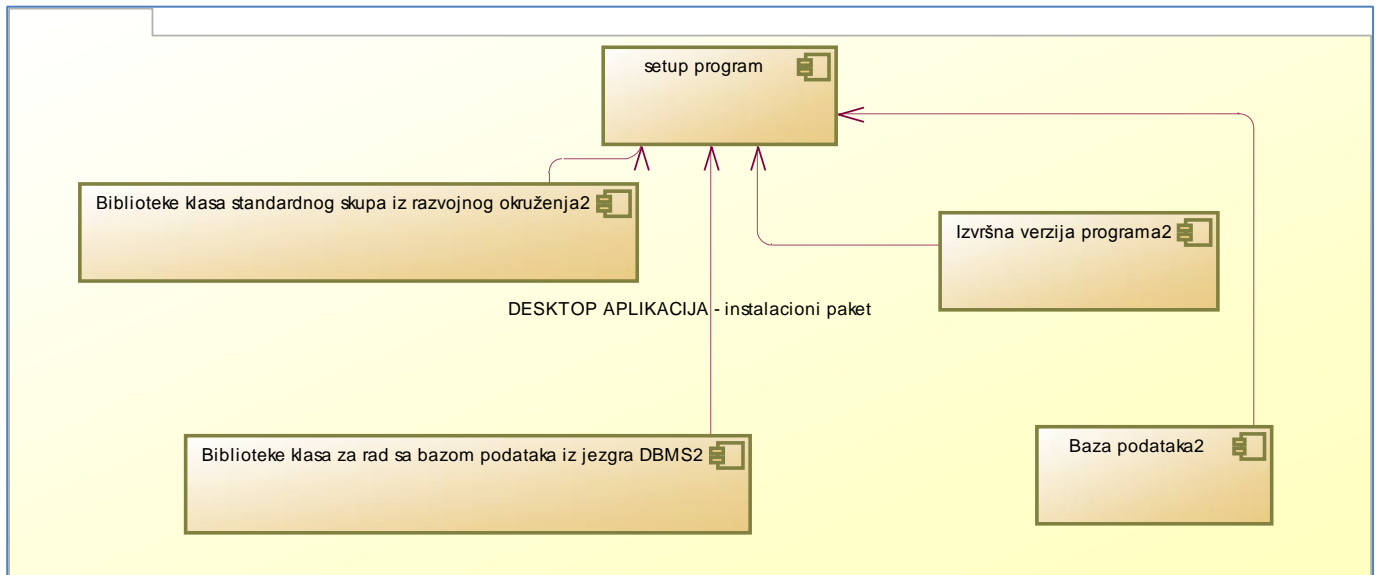 setup program
Biblioteke klasa standardnog skupa iz razvojnog okruženja2
Izvršna verzija programa2
DESKTOP APLIKACIJA - instalacioni paket
Biblioteke klasa za rad sa bazom podataka iz jezgra DBMS2
Baza podataka2